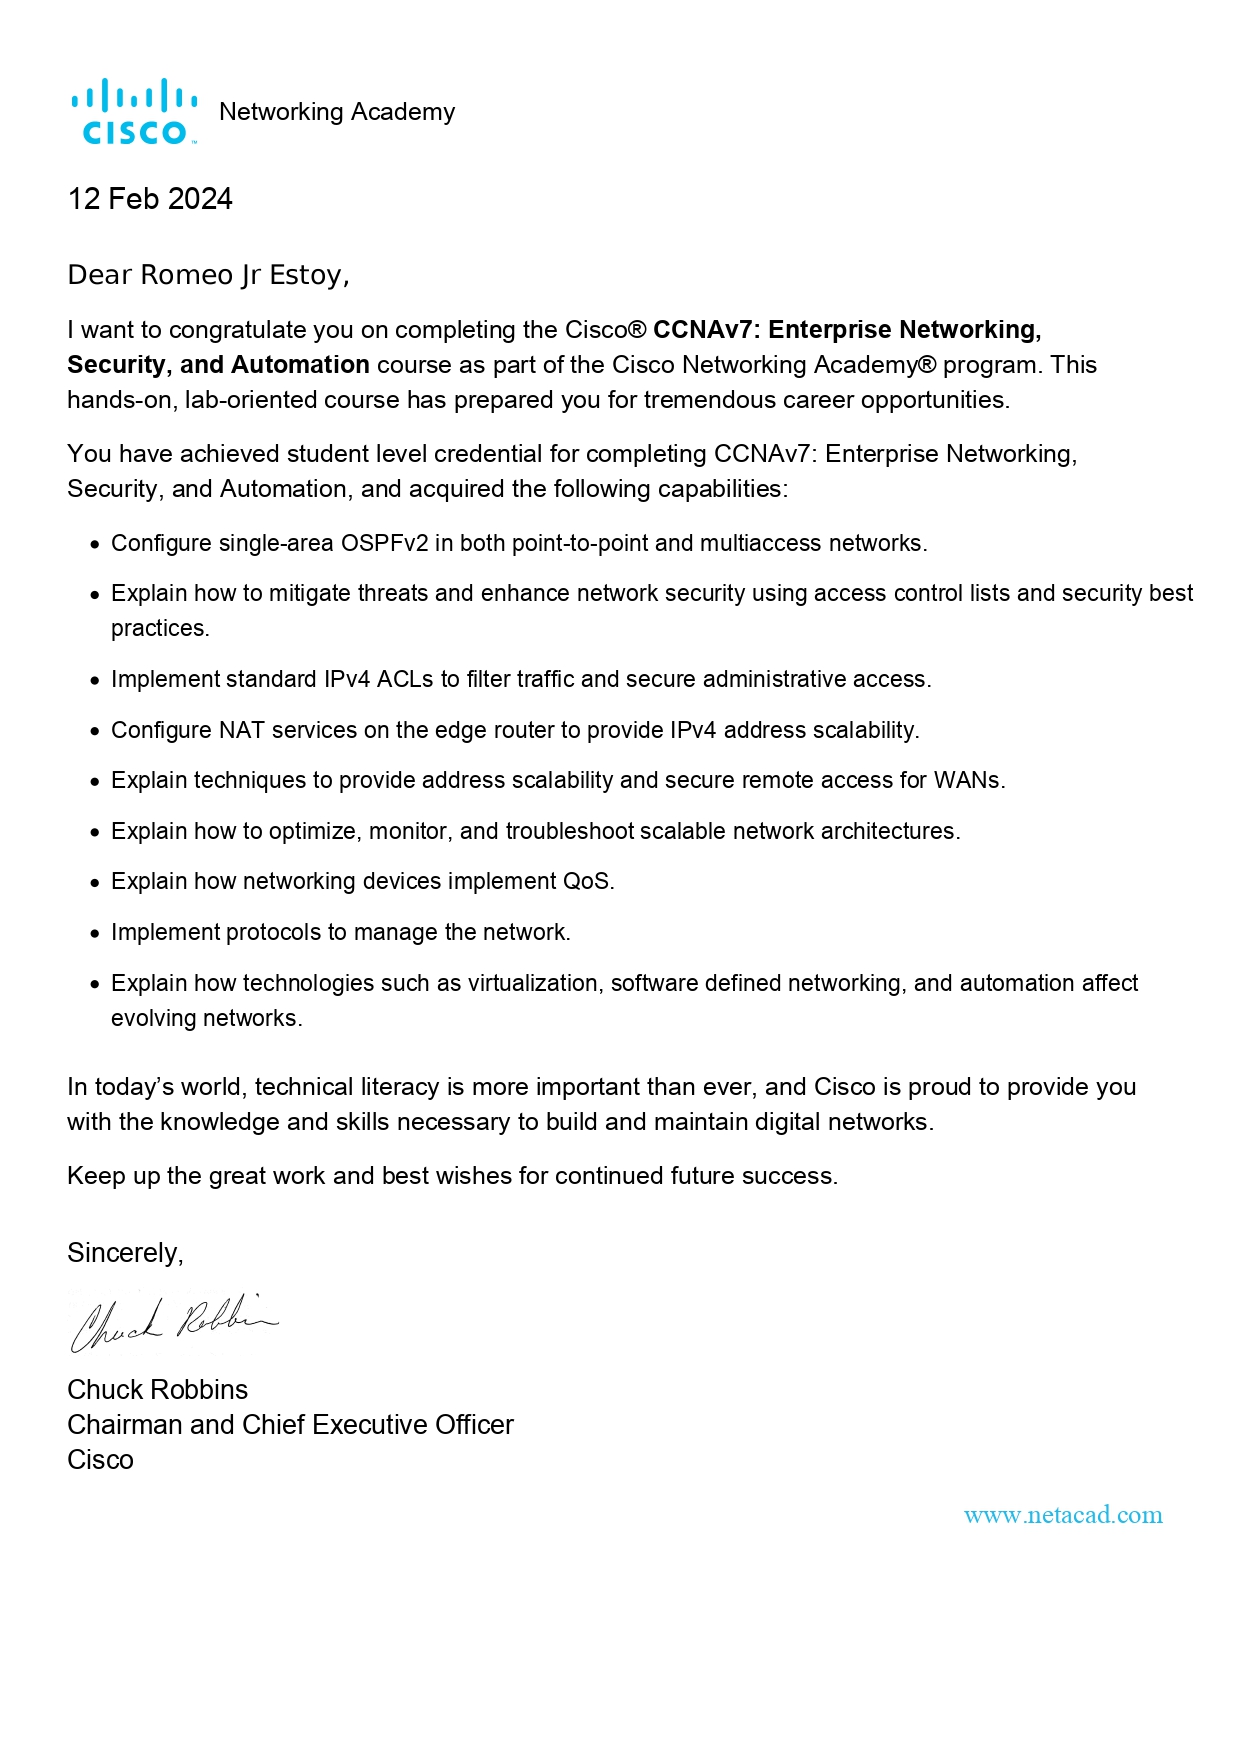 CISCO™
Networking Academy
12 Feb 2024
Dear Romeo Jr Estoy,
I want to congratulate you on completing the Cisco® CCNAv7: Enterprise Networking,
Security, and Automation course as part of the Cisco Networking Academy® program. This
hands-on, lab-oriented course has prepared you for tremendous career opportunities.
You have achieved student level credential for completing CCNAv7: Enterprise Networking,
Security, and Automation, and acquired the following capabilities:
• Configure single-area OSPFv2 in both point-to-point and multiaccess networks.
• Explain how to mitigate threats and enhance network security using access control lists and security best
practices.
• Implement standard IPv4 ACLs to filter traffic and secure administrative access.
• Configure NAT services on the edge router to provide IPv4 address scalability.
• Explain techniques to provide address scalability and secure remote access for WANs.
• Explain how to optimize, monitor, and troubleshoot scalable network architectures.
• Explain how networking devices implement QoS.
• Implement protocols to manage the network.
• Explain how technologies such as virtualization, software defined networking, and automation affect
evolving networks.
In today’s world, technical literacy is more important than ever, and Cisco is proud to provide you
with the knowledge and skills necessary to build and maintain digital networks.
Keep up the great work and best wishes for continued future success.
Sincerely,
Chuck Robbins
Chuck Robbins
Chairman and Chief Executive Officer
Cisco
www.netacad.com